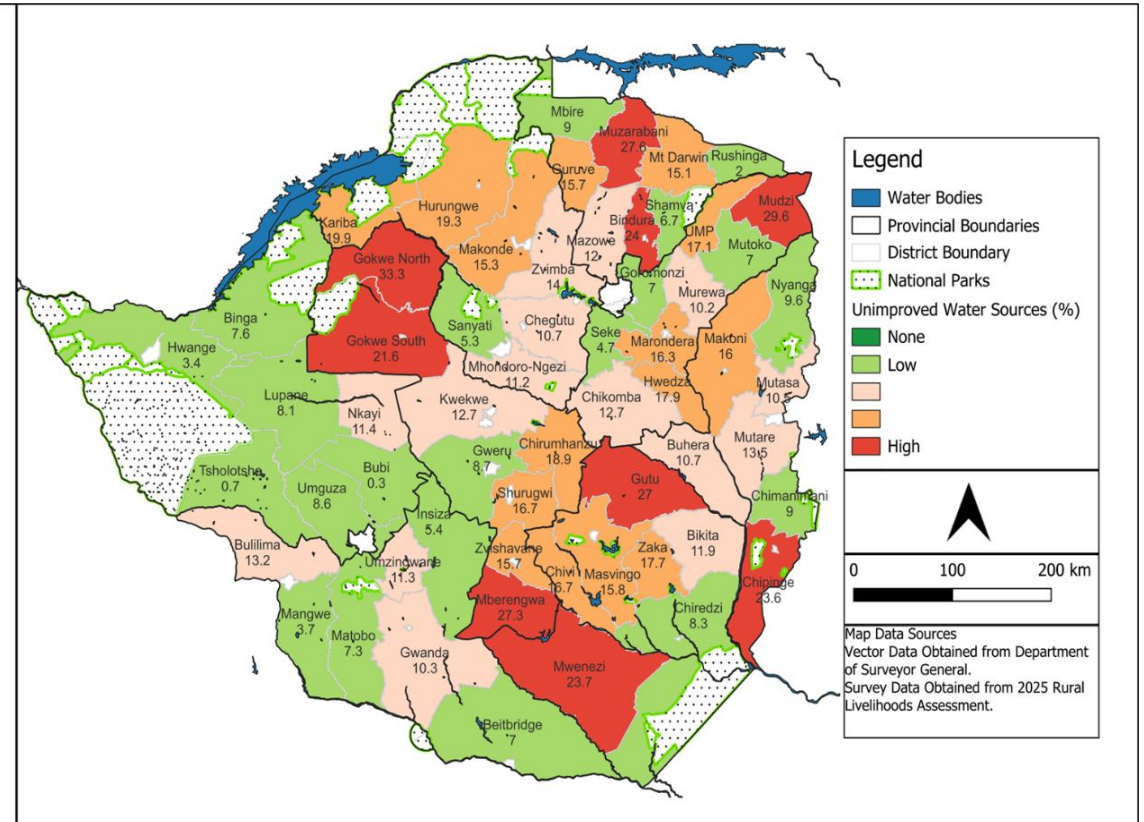 Mbire
9
Muzarabani
27.6
Mt Darwin
15.1
Rushinga
2
Guruve
15.7
Mudzi
29.6
Shamva
6.7
Bindura
24
Hurungwe
19.3
Kariba
19.9
UMP
17.1
Mutoko
7
Mazowe
12
Makonde
15.3
Gokwe North
33.3
Zvimba
14
Goromonzi
7
Murewa
10.2
Nyanga
9.6
Binga
7.6
Sanyati
5.3
Chegutu
10.7
Seke
4.7
Marondera
16.3
Makoni
16
Hwange
3.4
Gokwe South
21.6
Mhondoro-Ngezi
11.2
Hwedza
17.9
Mutasa
10.5
Lupane
8.1
Nkayi
11.4
Kwekwe
12.7
Chikomba
12.7
Gweru
8.7
Chirumhanzu
18.9
Buhera
10.7
Mutare
13.5
Tsholotsho
0.7
Bubi
0.3
Umguza
8.6
Gutu
27
Chimanimani
9
Shurugwi
16.7
Insiza
5.4
Bulilima
13.2
Umzingwane
11.3
Zvishavane
15.7
Chivi
16.7
Masvingo
15.8
Zaka
17.7
Bikita
11.9
Chipinge
23.6
Mberengwa
27.3
Chiredzi
8.3
Mangwe
3.7
Matobo
7.3
Gwanda
10.3
Mwenezi
23.7
Beitbridge
7
Legend
Water Bodies
Provincial Boundaries
District Boundary
National Parks
Unimproved Water Sources (%)
None
Low
High
0 100 200 km
Map Data Sources
Vector Data Obtained from Department
of Surveyor General.
Survey Data Obtained from 2025 Rural
Livelihoods Assessment.